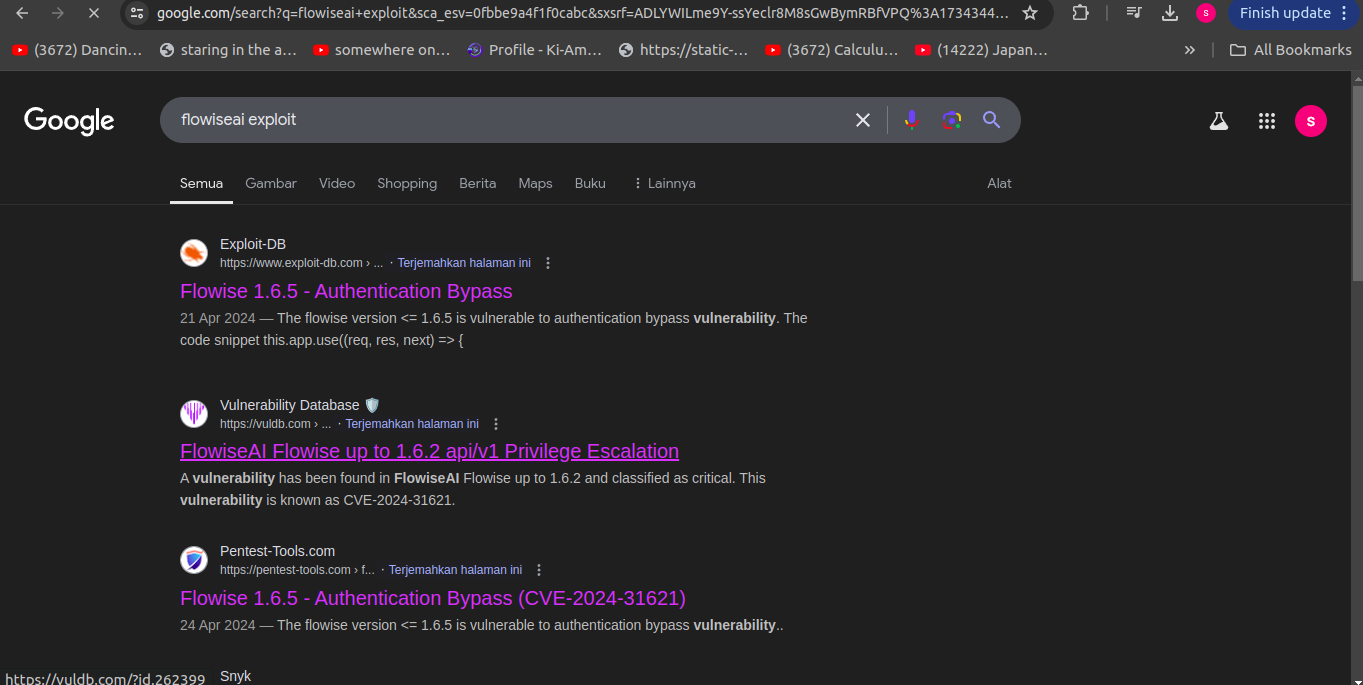 google.com/search?q=flowiseai+exploit&sca_esv=0fbbe9a4f1f0cabc&sxsrf=ADLYWILme9Y-ssYeclr8M8sGwBymRBfVPQ%3A1734344... S Finish update
(3672) Dancin... staring in the a... somewhere on... Profile - Ki-Am... https://static-... (3672) Calculu... (14222) Japan... » All Bookmarks
Google flowiseai exploit S
Semua Gambar Video Shopping Berita Maps Buku Lainnya Alat
Exploit-DB
https://www.exploit-db.com › ... · Terjemahkan halaman ini
Flowise 1.6.5 - Authentication Bypass
21 Apr 2024 — The flowise version <= 1.6.5 is vulnerable to authentication bypass vulnerability. The
code snippet this.app.use((req, res, next) => {
Vulnerability Database 🛡️
https://vuldb.com › ... · Terjemahkan halaman ini
FlowiseAI Flowise up to 1.6.2 api/v1 Privilege Escalation
A vulnerability has been found in FlowiseAI Flowise up to 1.6.2 and classified as critical. This
vulnerability is known as CVE-2024-31621.
Pentest-Tools.com
https://pentest-tools.com › f... · Terjemahkan halaman ini
Flowise 1.6.5 - Authentication Bypass (CVE-2024-31621)
24 Apr 2024 — The flowise version <= 1.6.5 is vulnerable to authentication bypass vulnerability..
Snyk
https://vuldb.com/?id.262399